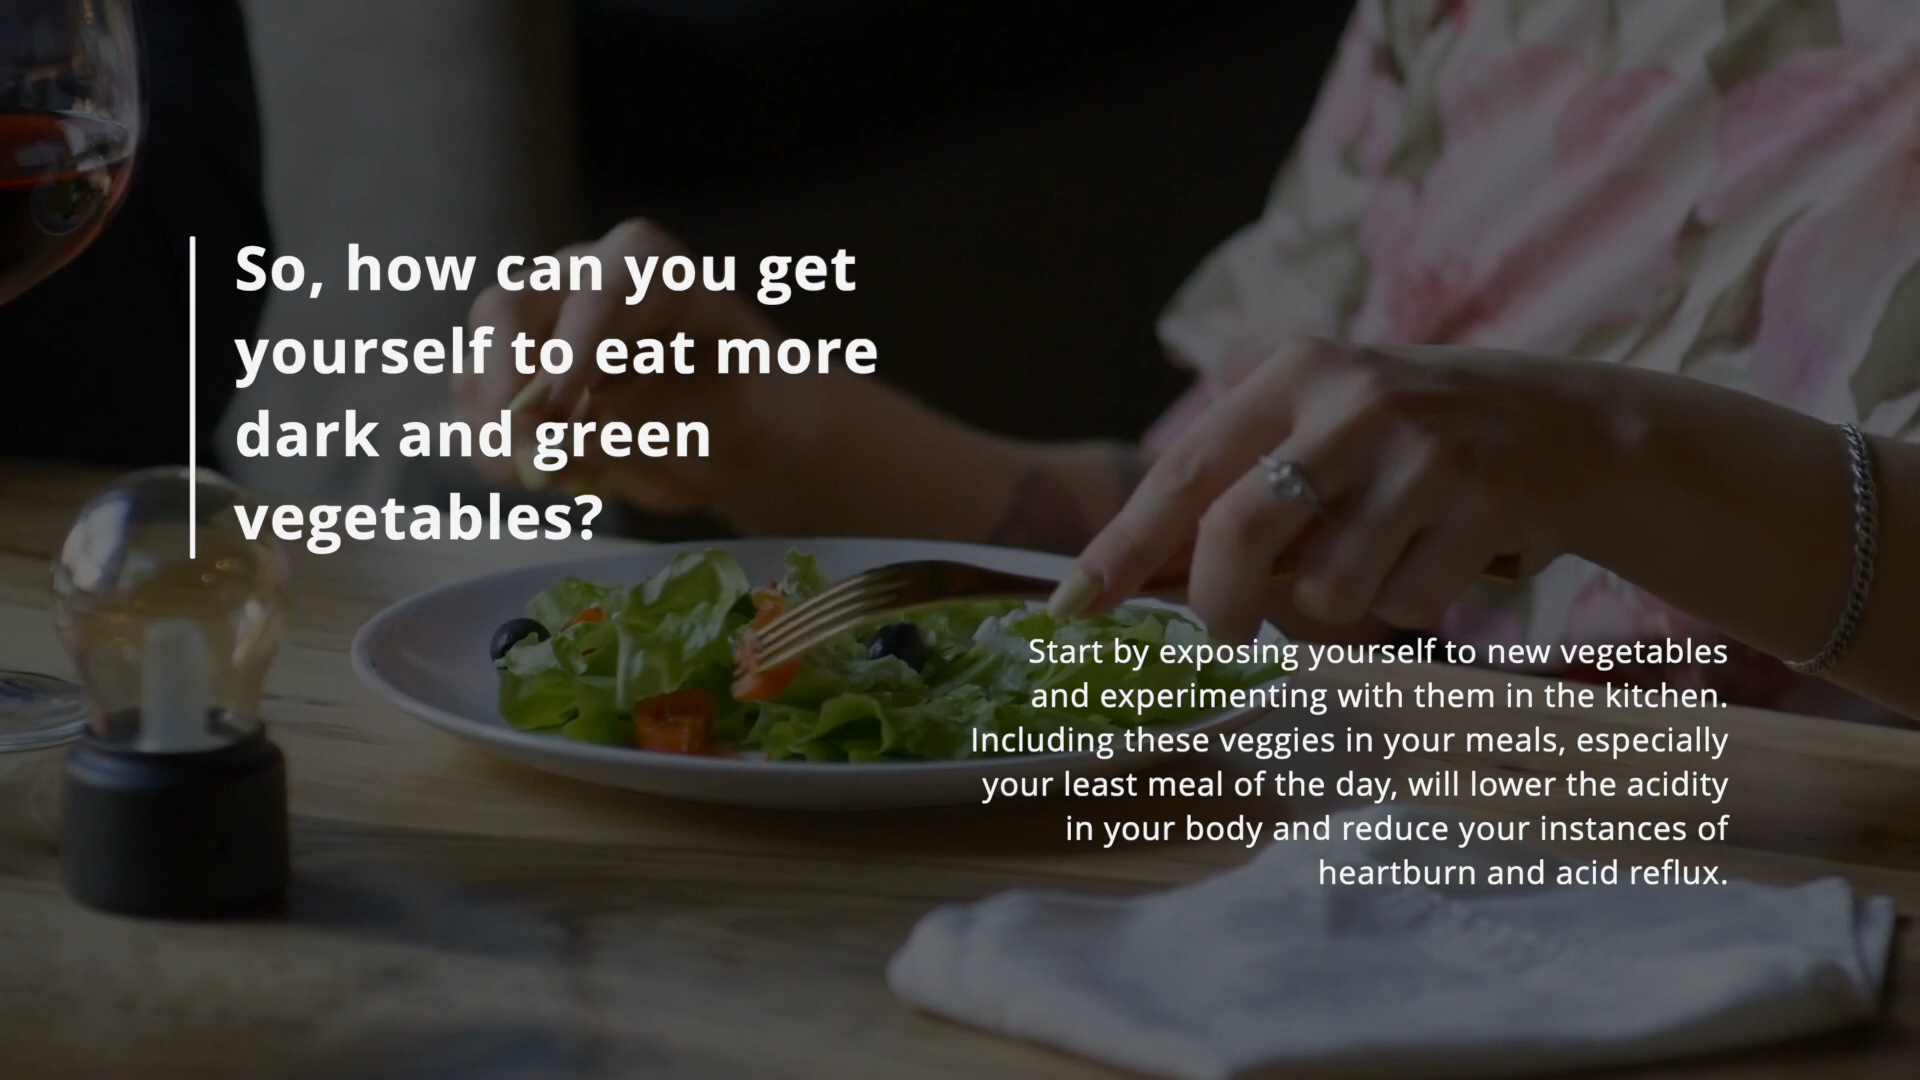 So, how can you get
yourself to eat more
dark and green
vegetables?
Start by exposing yourself to new vegetables
and experimenting with them in the kitchen.
Including these veggies in your meals, especially
your least meal of the day, will lower the acidity
in your body and reduce your instances of
heartburn and acid reflux.